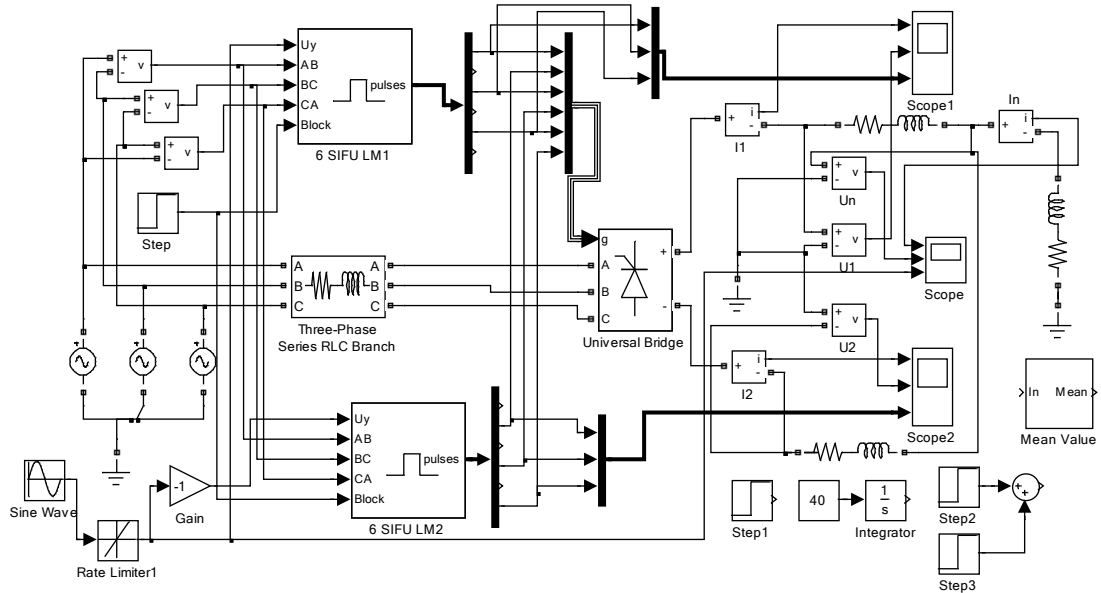 Uy
AB
BC
CA
Block
pulses
6 SIFU LM1
+ v
-
+ v
-
+ v
-
Step
A A
B B
C C
Three-Phase
Series RLC Branch
g
A
B
C
+
-
Universal Bridge
Uy
AB
BC
CA
Block
pulses
6 SIFU LM2
Sine Wave
Rate Limiter1
-1
Gain
+ i
-
I1
+ v
-
Un
+ v
-
U1
+ v
-
U2
+ i
-
I2
+ i
-
In
Scope1
Scope
Scope2
In Mean
Mean Value
Step1
40
1
s
Integrator
Step2
Step3
+
+